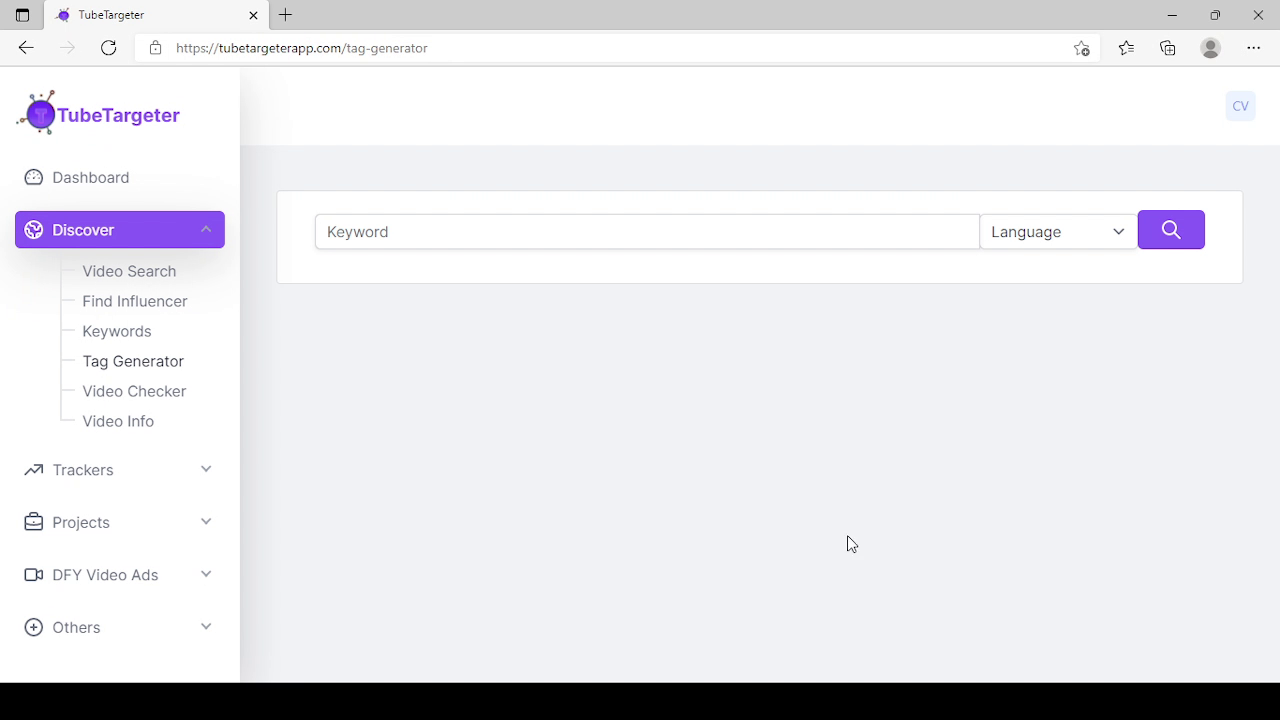 TubeTargeter
https://tubetargeterapp.com/tag-generator
TubeTargeter
CV
Dashboard
Discover
Video Search
Find Influencer
Keywords
Tag Generator
Video Checker
Video Info
Trackers
Projects
DFY Video Ads
Others
Keyword
Language